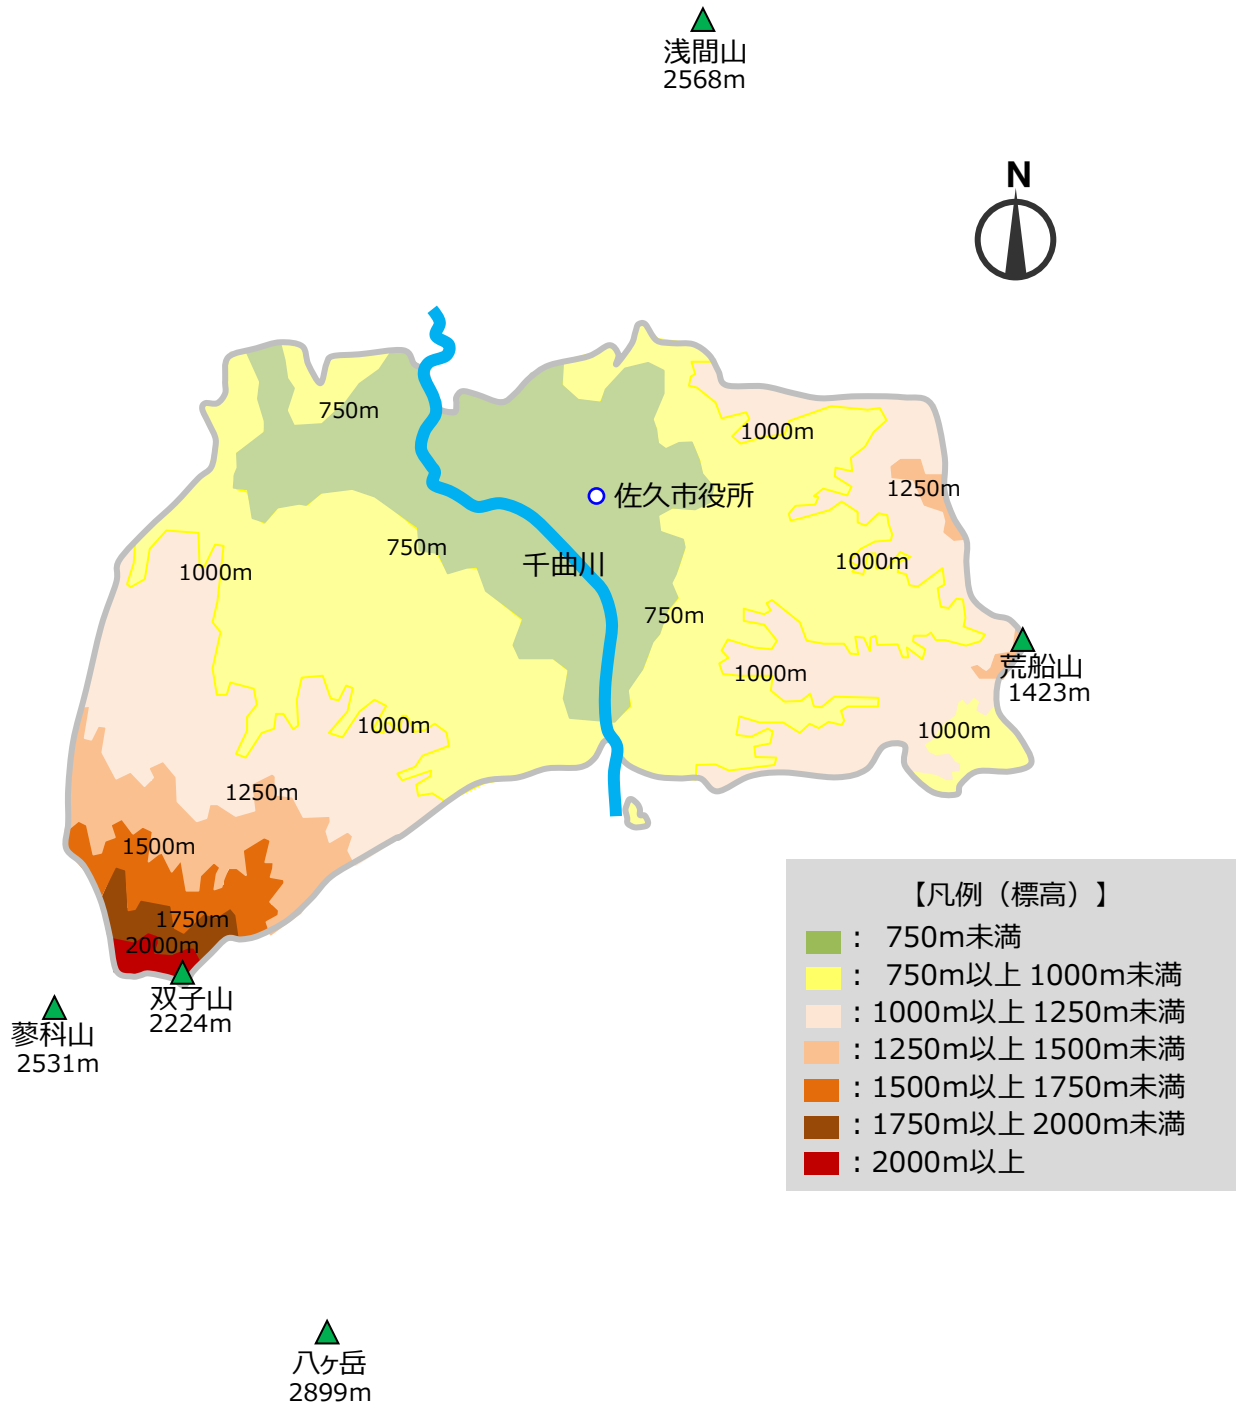 浅間山
2568m
N
750m
1000m
1250m
佐久市役所
750m
千曲川
1000m
1000m
750m
荒船山
1423m
1000m
1000m
1000m
1250m
1500m
1750m
2000m
双子山
2224m
蓼科山
2531m
【凡例（標高）】
： 750m未満
： 750m以上 1000m未満
：1000m以上 1250m未満
：1250m以上 1500m未満
：1500m以上 1750m未満
：1750m以上 2000m未満
：2000m以上
八ヶ岳
2899m